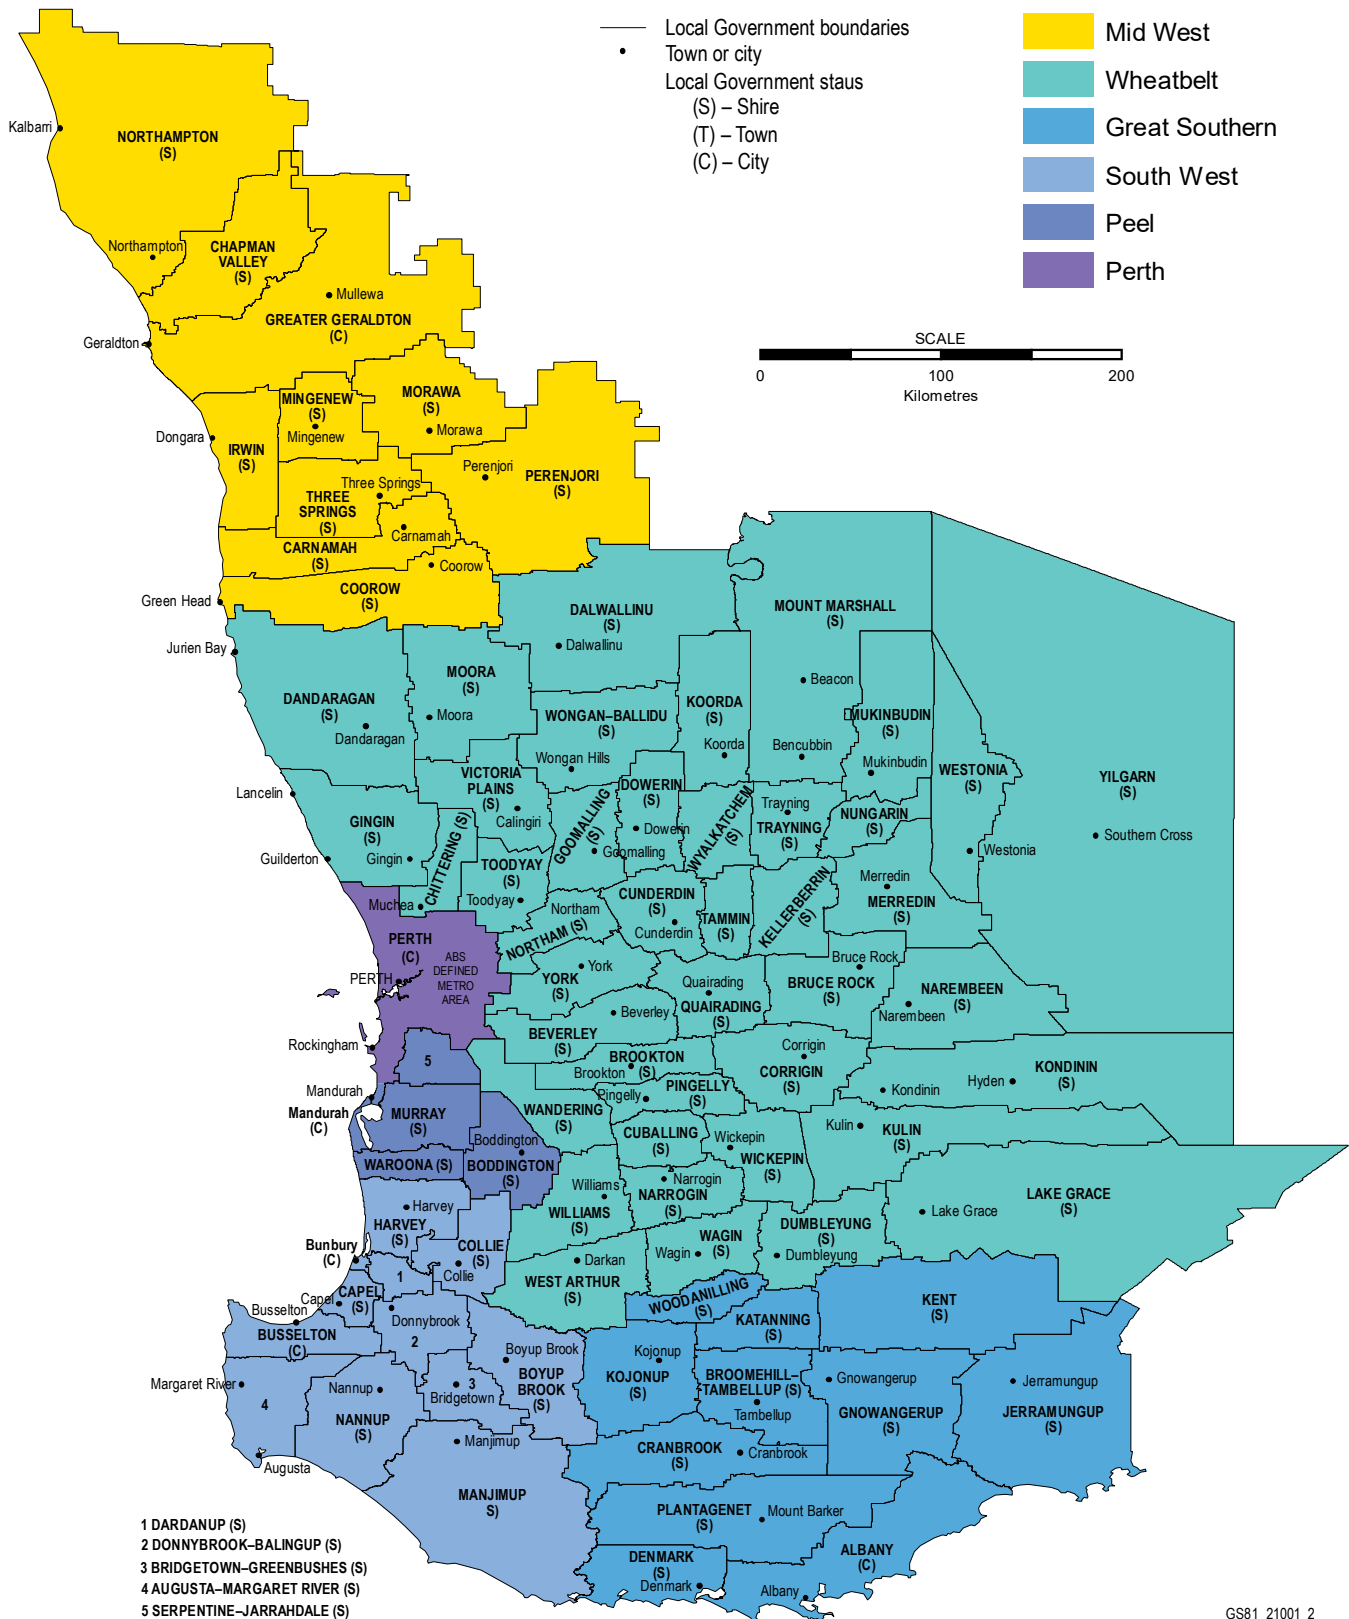 Local Government boundaries
Town or city
Local Government staus
(S) – Shire
(T) – Town
(C) – City
Mid West
Wheatbelt
Great Southern
South West
Peel
Perth
SCALE
0 100 200
Kilometres
Kalbarri
NORTHAMPTON
(S)
Northampton
CHAPMAN
VALLEY
(S)
Mullewa
GREATER GERALDTON
(C)
Geraldton
MINGENEW
(S)
Mingenew
MORAWA
(S)
Morawa
Dongara
IRWIN
(S)
Perenjori
PERENJORI
(S)
Three Springs
THREE
SPRINGS
(S)
Carnamah
CARNAMAH
(S)
Coorow
COOROW
(S)
Green Head
Jurien Bay
DALWALLINU
(S)
Dalwallinu
MOUNT MARSHALL
(S)
Beacon
Bencubbin
MOORA
(S)
Moora
DANDARAGAN
(S)
Dandaragan
WONGAN–BALLIDU
(S)
Wongan Hills
KOORDA
(S)
Koorda
MUKINBUDIN
(S)
Mukinbudin
WESTONIA
(S)
Westonia
YILGARN
(S)
Southern Cross
Lancelin
VICTORIA
PLAINS
(S)
Calingiri
DOWERIN
(S)
Dowerin
GOOMALLING
(S)
Goomalling
WYALKATCHEM
(S)
Trayning
TRAYNING
(S)
NUNGARIN
(S)
GINGIN
(S)
Gingin
Guilderton
CHITTERING (S)
Muchea
TOODYAY
(S)
Toodyay
Northam
NORTHAM (S)
CUNDERDIN
(S)
Cunderdin
TAMMIN
(S)
KELLERBERRIN
(S)
Merredin
MERREDIN
(S)
PERTH
(C)
ABS
DEFINED
METRO
AREA
PERTH
York
YORK
(S)
Quairading
QUAIRADING
(S)
Bruce Rock
BRUCE ROCK
(S)
NAREMBEEN
(S)
Narembeen
Beverley
BEVERLEY
(S)
Rockingham
5
BROOKTON
(S)
Brookton
Corrigin
CORRIGIN
(S)
KONDININ
(S)
Kondinin
Hyden
Mandurah
Mandurah
(C)
MURRAY
(S)
PINGELLY
(S)
Pingelly
WANDERING
(S)
CUBALLING
(S)
Wickepin
WICKEPIN
(S)
Kulin
KULIN
(S)
Boddington
BODDINGTON
(S)
WAROONA (S)
Williams
WILLIAMS
(S)
Narrogin
NARROGIN
(S)
LAKE GRACE
(S)
Lake Grace
Harvey
HARVEY
(S)
Bunbury
(C)
COLLIE
(S)
Collie
1
Darkan
WEST ARTHUR
(S)
WAGIN
(S)
Wagin
DUMBLEYUNG
(S)
Dumbleyung
Capel
CAPEL
(S)
Busselton
BUSSELTON
(C)
Donnybrook
2
WOODANILLING
(S)
KATANNING
(S)
KENT
(S)
Boyup Brook
BOYUP
BROOK
(S)
Kojonup
KOJONUP
(S)
BROOMEHILL–
TAMBELLUP (S)
Tambellup
Gnowangerup
GNOWANGERUP
(S)
Jerramungup
JERRAMUNGUP
(S)
Margaret River
4
Nannup
NANNUP
(S)
3
Bridgetown
Augusta
Manjimup
MANJIMUP
S)
CRANBROOK
(S)
Cranbrook
PLANTAGENET
(S)
Mount Barker
DENMARK
(S)
Denmark
ALBANY
(C)
Albany
1 DARDANUP (S)
2 DONNYBROOK–BALINGUP (S)
3 BRIDGETOWN–GREENBUSHES (S)
4 AUGUSTA–MARGARET RIVER (S)
5 SERPENTINE–JARRAHDALE (S)
GS81_21001_2